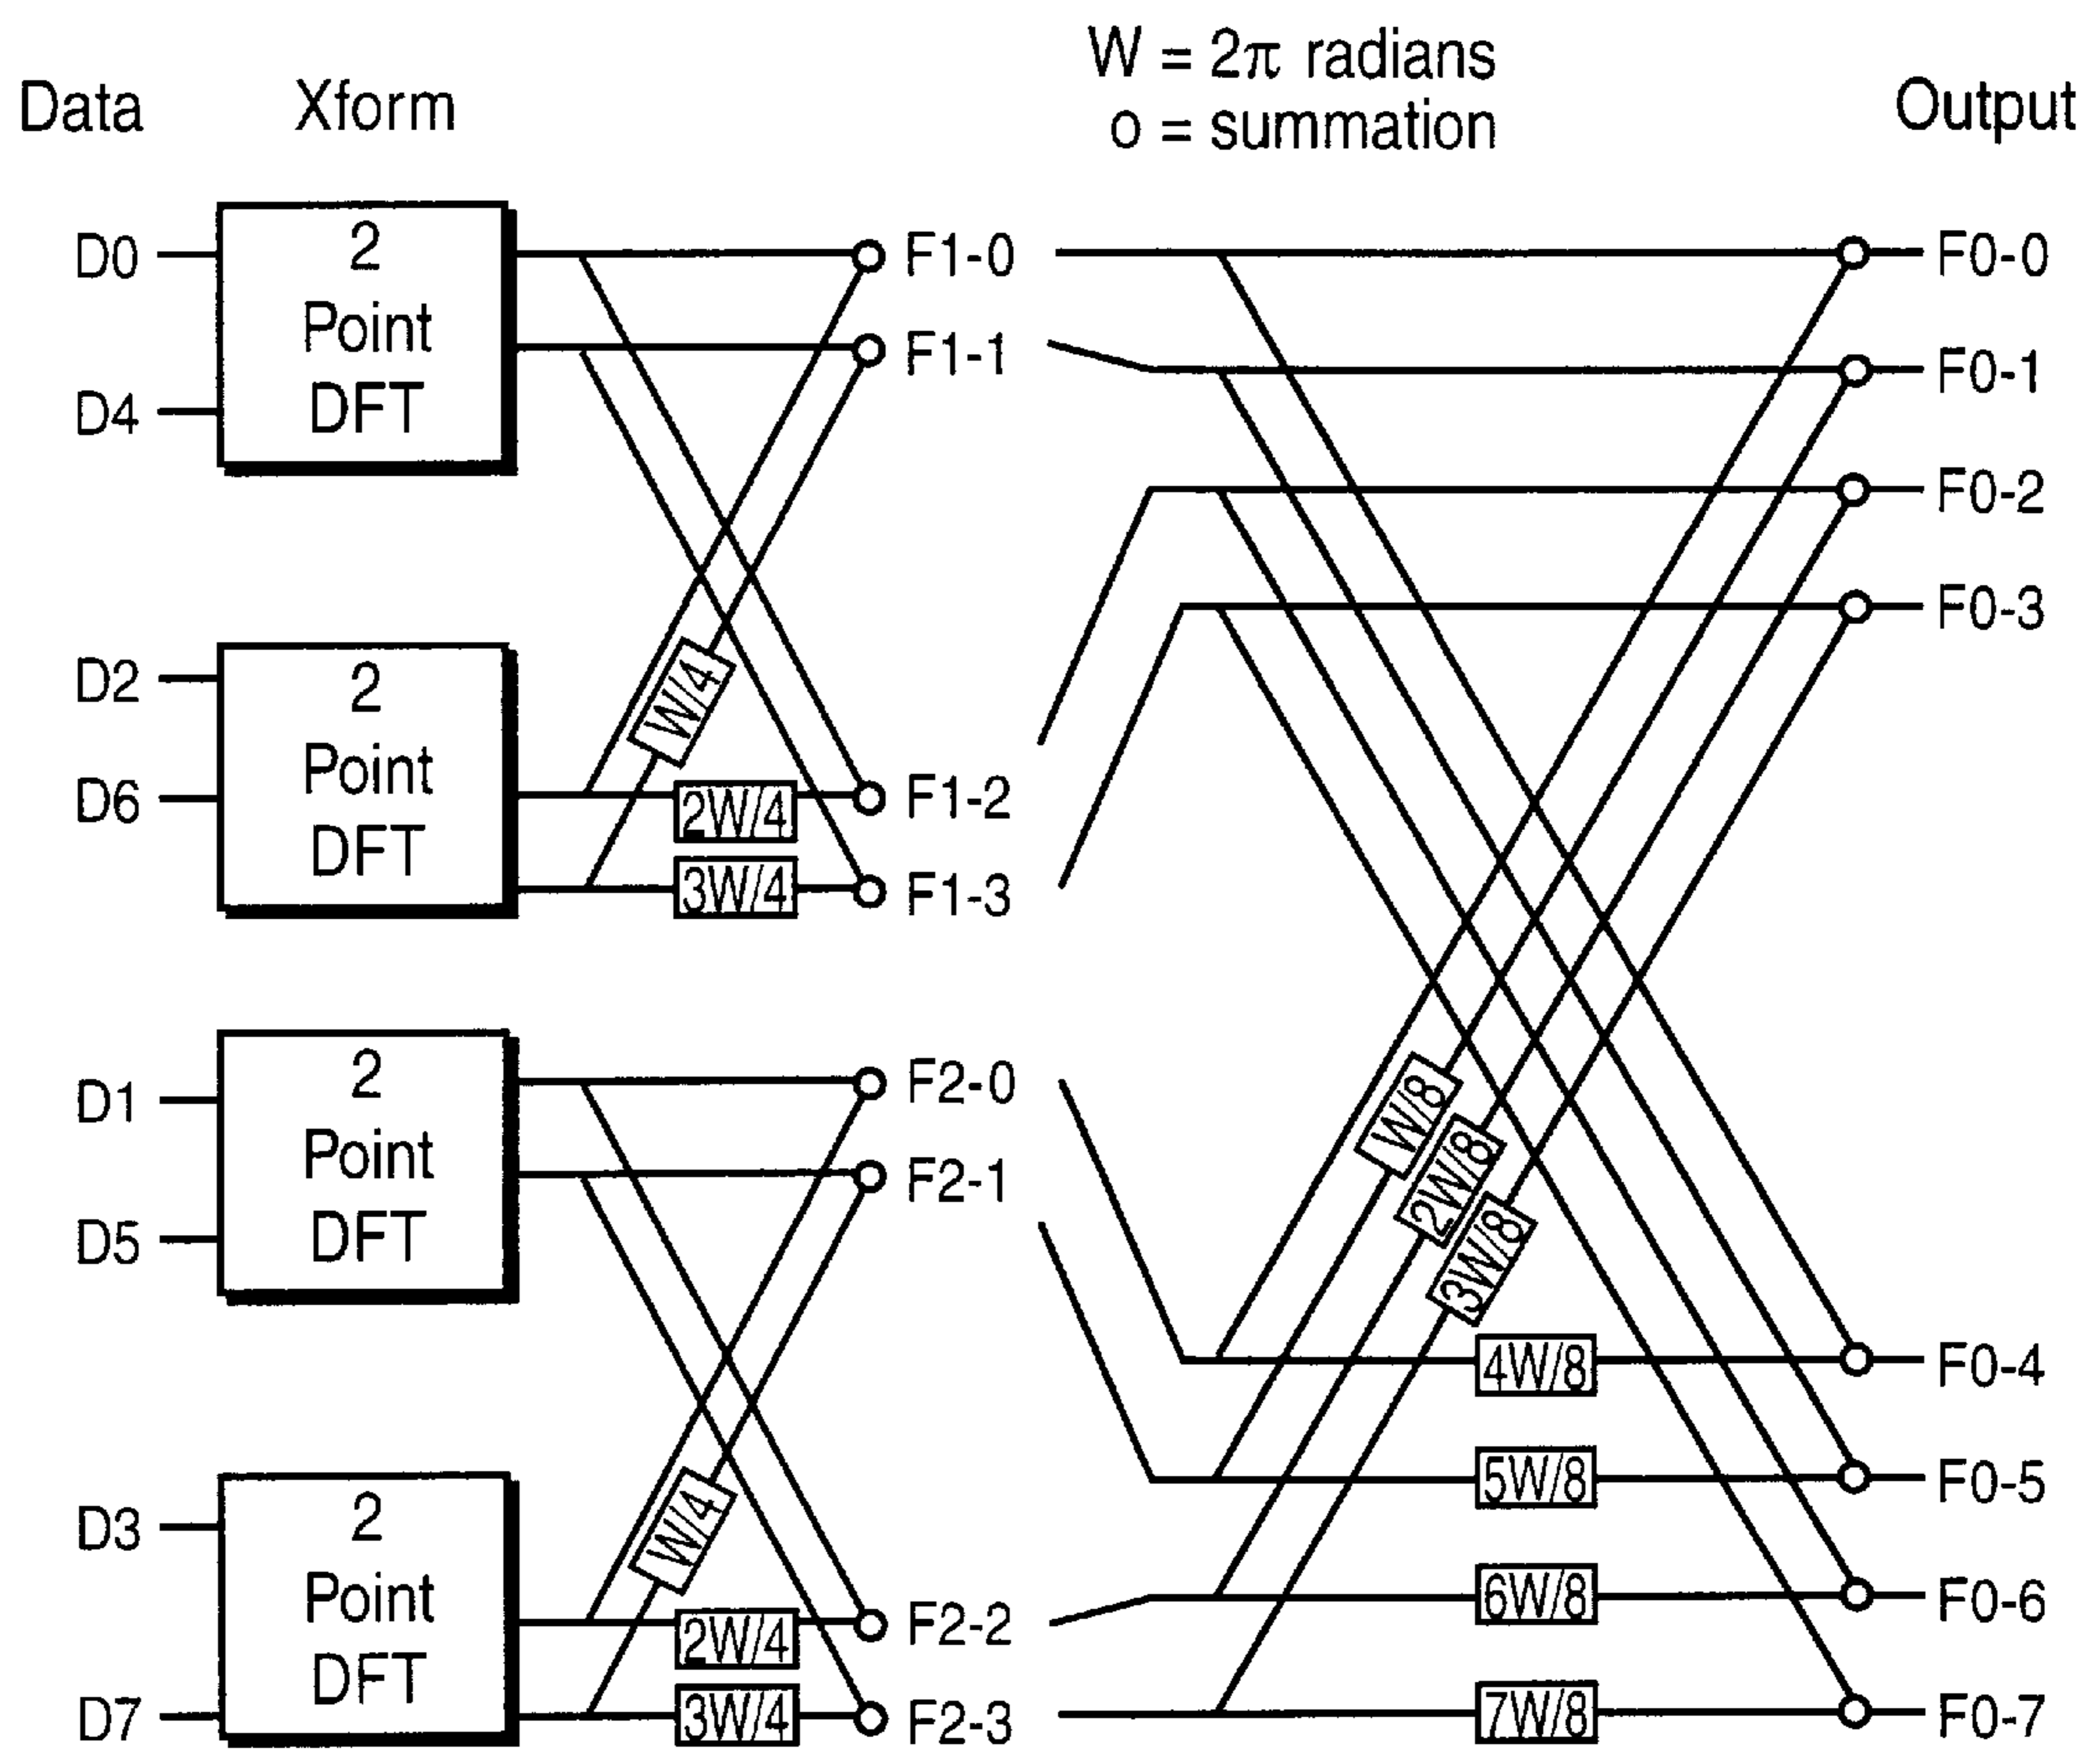 W = 2π radians
o = summation
Data
Xform
Output
D0
D4
2
Point
DFT
F1-0
F1-1
F0-0
F0-1
F0-2
F0-3
D2
D6
2
Point
DFT
W/4
2W/4
3W/4
F1-2
F1-3
D1
D5
2
Point
DFT
F2-0
F2-1
W/8
2W/8
3W/8
4W/8
F0-4
D3
D7
2
Point
DFT
W/4
2W/4
3W/4
F2-2
F2-3
5W/8
F0-5
6W/8
F0-6
7W/8
F0-7